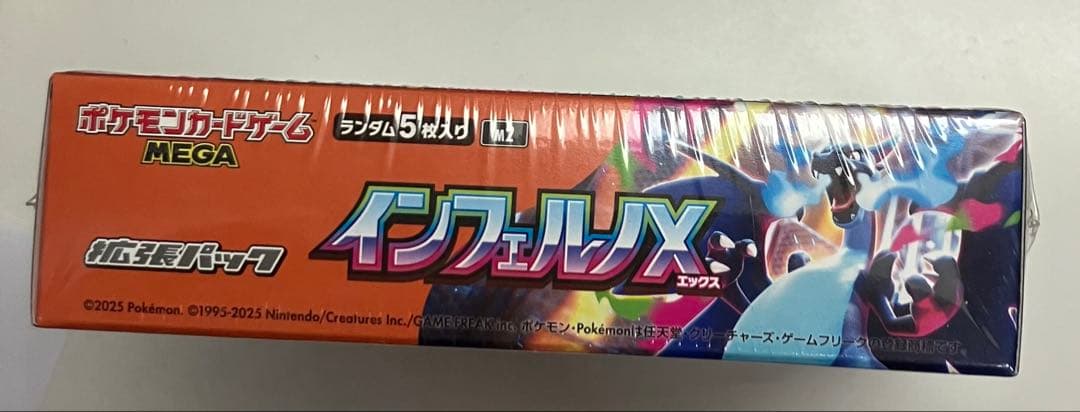 ポケモンカードゲーム
MEGA
ランダム5枚入り
M2
インフェルノX
エックス
拡張パック
©2025 Pokémon. ©1995-2025 Nintendo/Creatures Inc./GAME FREAK inc. ポケモン・Pokémonは任天堂・クリーチャーズ・ゲームフリークの登録商標です。